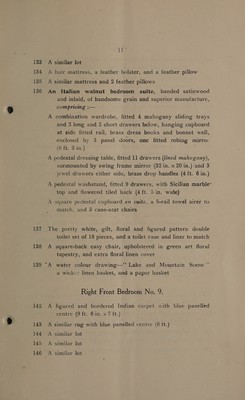 11
133 A similar lot
134 A hair mattress, a feather bolster, and a feather pillow
135 A similar mattress and 2 feather pillows
136 An Italian walnut bedroom suite, banded satinwood
and inlaid, of handsome grain and superior manufacture,
comprising :—
A combination wardrobe, fitted 4 mahogany sliding trays
and 3 long and 2 short drawers below, hanging cupboard
at side fitted rail, brass dress hooks and bonnet well,
enclosed by 3 panel doors, one fitted robing mirror
(6 ft. 3 in.)
A pedestal dressing table, fitted 11 drawers (lined mahogany),
surmounted by swing frame mirror (32 in. x 20 in.) and 3
jewel drawers either side, brass drop handles (4 ft. 6 in.)
A pedestal washstand, fitted 9 drawers, with Sicilian marble
top and flowered tiled back (4 ft. 5 in. wide)
A square pedestal cupboard en suite, a 5-rail towel airer to
match, and 3 cane-seat chairs
137 The pretty white, gilt, floral and figured pattern double
toilet set of 18 pieces, and a toilet case and liner to match
138 A square-back easy chair, upholstered in green art floral
tapestry, and extra floral linen cover
139 A water colour drawing—" Lake and Mountain Scene "
a wicker linen basket, and a paper basket
Right Front Bedroom No. 9.
142 A figured and bordered Indian carpet with blue panelled
centre (9 ft. 6 in. x 7 ft.)
143 A similar rug with blue panelled centre (6 ft.)
144 A similar lot
145 A similar lot
146 A similar lot